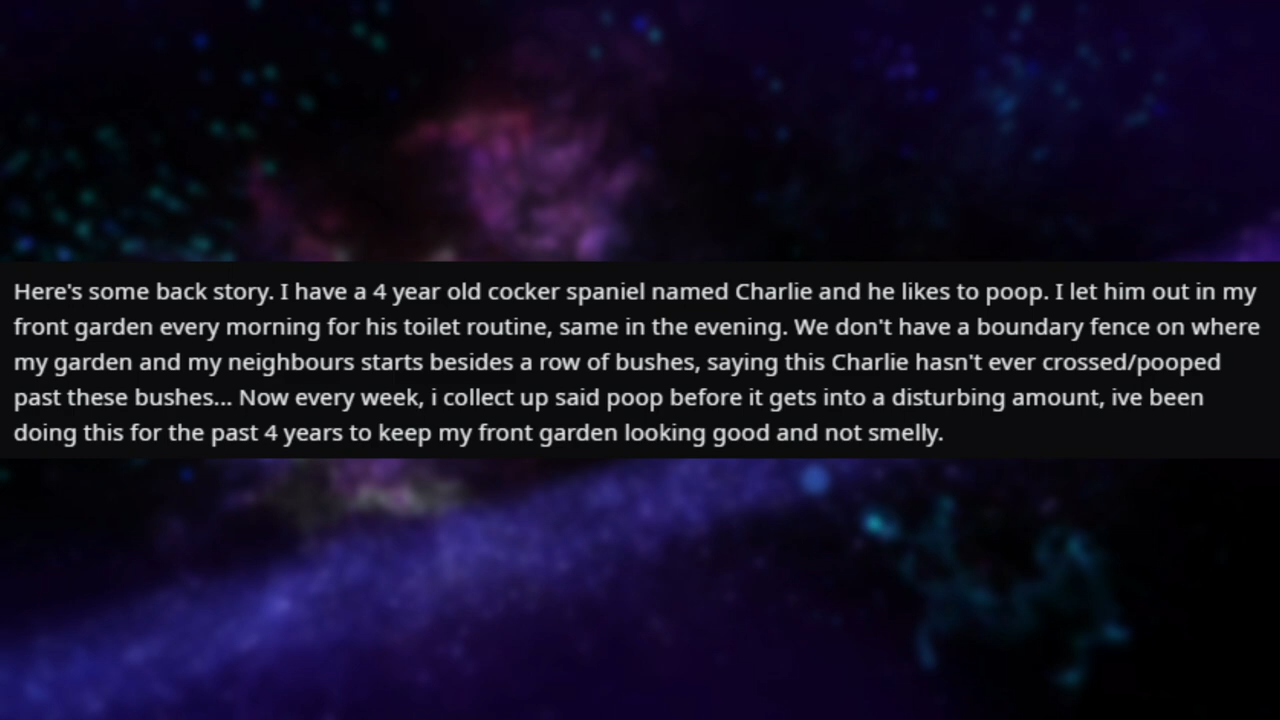 Here's some back story. I have a 4 year old cocker spaniel named Charlie and he likes to poop. I let him out in my
front garden every morning for his toilet routine, same in the evening. We don't have a boundary fence on where
my garden and my neighbours starts besides a row of bushes, saying this Charlie hasn't ever crossed/pooped
past these bushes... Now every week, i collect up said poop before it gets into a disturbing amount, ive been
doing this for the past 4 years to keep my front garden looking good and not smelly.